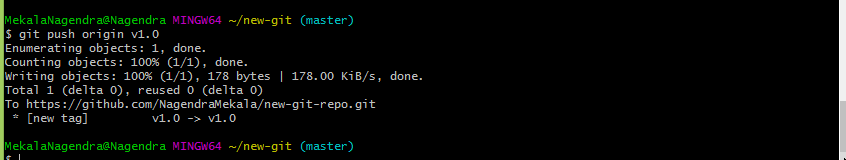 MekalaNagendra@Nagendra MINGW64 ~/new-git (master)
$ git push origin v1.0
Enumerating objects: 1, done.
Counting objects: 100% (1/1), done.
Writing objects: 100% (1/1), 178 bytes | 178.00 KiB/s, done.
Total 1 (delta 0), reused 0 (delta 0)
To https://github.com/NagendraMekala/new-git-repo.git
 * [new tag]         v1.0 -> v1.0
MekalaNagendra@Nagendra MINGW64 ~/new-git (master)
$